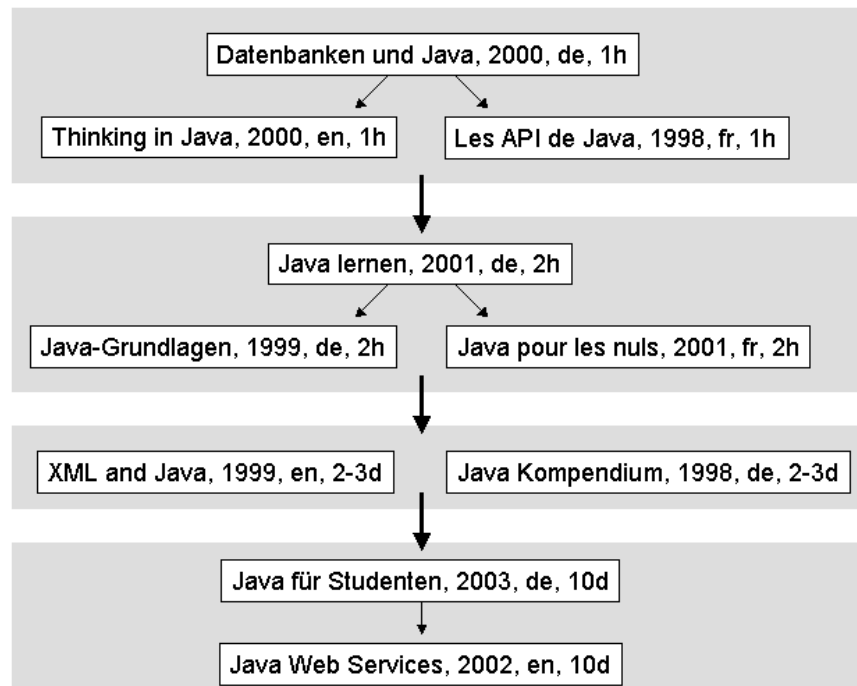 Datenbanken und Java, 2000, de, 1h
Thinking in Java, 2000, en, 1h
Les API de Java, 1998, fr, 1h
Java lernen, 2001, de, 2h
Java-Grundlagen, 1999, de, 2h
Java pour les nuls, 2001, fr, 2h
XML and Java, 1999, en, 2-3d
Java Kompendium, 1998, de, 2-3d
Java für Studenten, 2003, de, 10d
Java Web Services, 2002, en, 10d